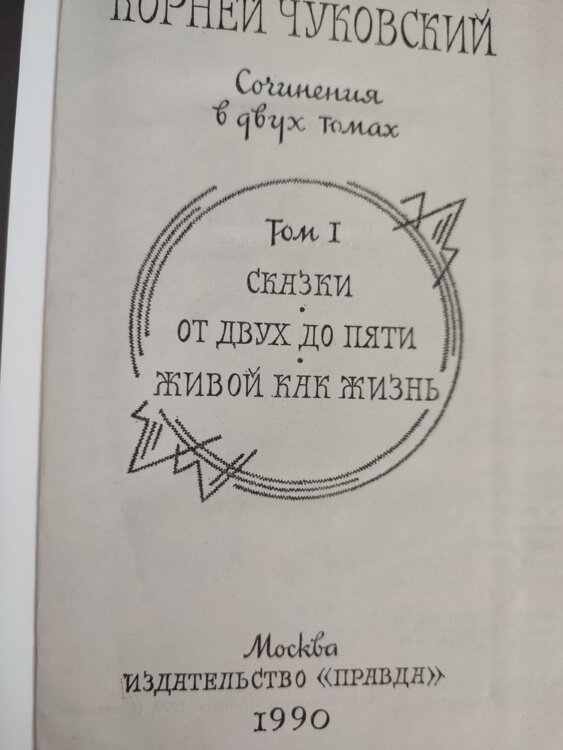 КОРНЕЙ ЧУКОВСКИЙ
Сочинения
в двух томах
Том I
СКАЗКИ
•
ОТ ДВУХ ДО ПЯТИ
•
ЖИВОЙ КАК ЖИЗНЬ
Москва
ИЗДАТЕЛЬСТВО «ПРАВДА»
1990